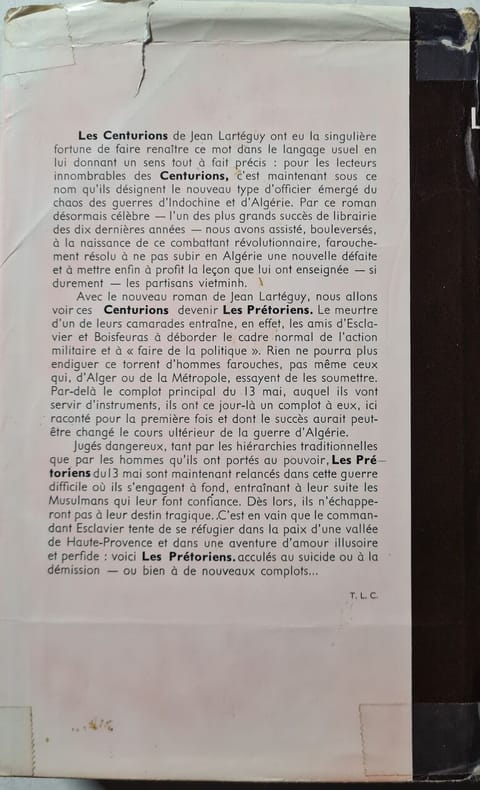 Les Centurions de Jean Lartéguy ont eu la singulière
fortune de faire renaître ce mot dans le langage usuel en
lui donnant un sens tout à fait précis : pour les lecteurs
innombrables des Centurions, c'est maintenant sous ce
nom qu'ils désignent le nouveau type d'officier émergé du
chaos des guerres d'Indochine et d'Algérie. Par ce roman
désormais célèbre — l'un des plus grands succès de librairie
des dix dernières années — nous avons assisté, bouleversés,
à la naissance de ce combattant révolutionnaire, farouche-
ment résolu à ne pas subir en Algérie une nouvelle défaite
et à mettre enfin à profit la leçon que lui ont enseignée — si
durement — les partisans vietminh.
Avec le nouveau roman de Jean Lartéguy, nous allons
voir ces Centurions devenir Les Prétoriens. Le meurtre
d'un de leurs camarades entraîne, en effet, les amis d'Escla-
vier et Boisfeuras à déborder le cadre normal de l'action
militaire et à « faire de la politique ». Rien ne pourra plus
endiguer ce torrent d'hommes farouches, pas même ceux
qui, d'Alger ou de la Métropole, essayent de les soumettre.
Par-delà le complot principal du 13 mai, auquel ils vont
servir d'instruments, ils ont ce jour-là un complot à eux, ici
raconté pour la première fois et dont le succès aurait peut-
être changé le cours ultérieur de la guerre d'Algérie.
Jugés dangereux, tant par les hiérarchies traditionnelles
que par les hommes qu'ils ont portés au pouvoir, Les Pré-
toriens du 13 mai sont maintenant relancés dans cette guerre
difficile où ils s'engagent à fond, entraînant à leur suite les
Musulmans qui leur font confiance. Dès lors, ils n'échappe-
ront pas à leur destin tragique. C'est en vain que le comman-
dant Esclavier tente de se réfugier dans la paix d'une vallée
de Haute-Provence et dans une aventure d'amour illusoire
et perfide : voici Les Prétoriens. acculés au suicide ou à la
démission — ou bien à de nouveaux complots...
T. L. C.
L